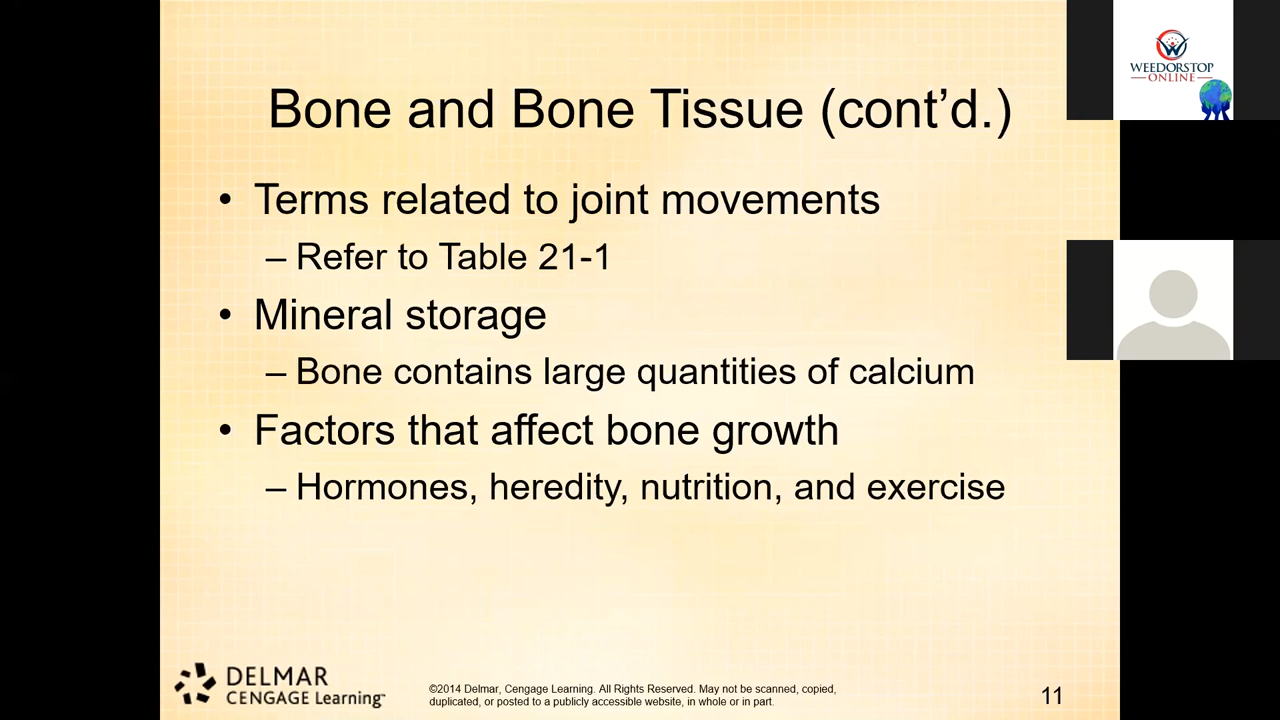 Bone and Bone Tissue (cont’d.)
• Terms related to joint movements
– Refer to Table 21-1
• Mineral storage
– Bone contains large quantities of calcium
• Factors that affect bone growth
– Hormones, heredity, nutrition, and exercise
DELMAR
CENGAGE Learning™
©2014 Delmar, Cengage Learning. All Rights Reserved. May not be scanned, copied,
duplicated, or posted to a publicly accessible website, in whole or in part.
11
WEEDORSTOP
ONLINE